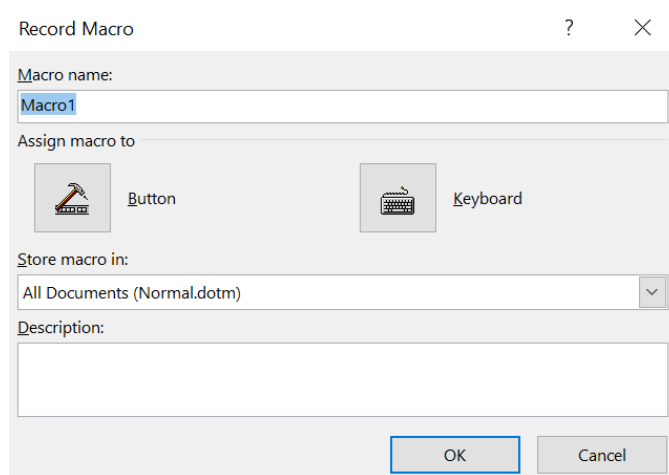 Record Macro ?
Macro name:
Macro1
Assign macro to
Button Keyboard
Store macro in:
All Documents (Normal.dotm)
Description:
OK Cancel